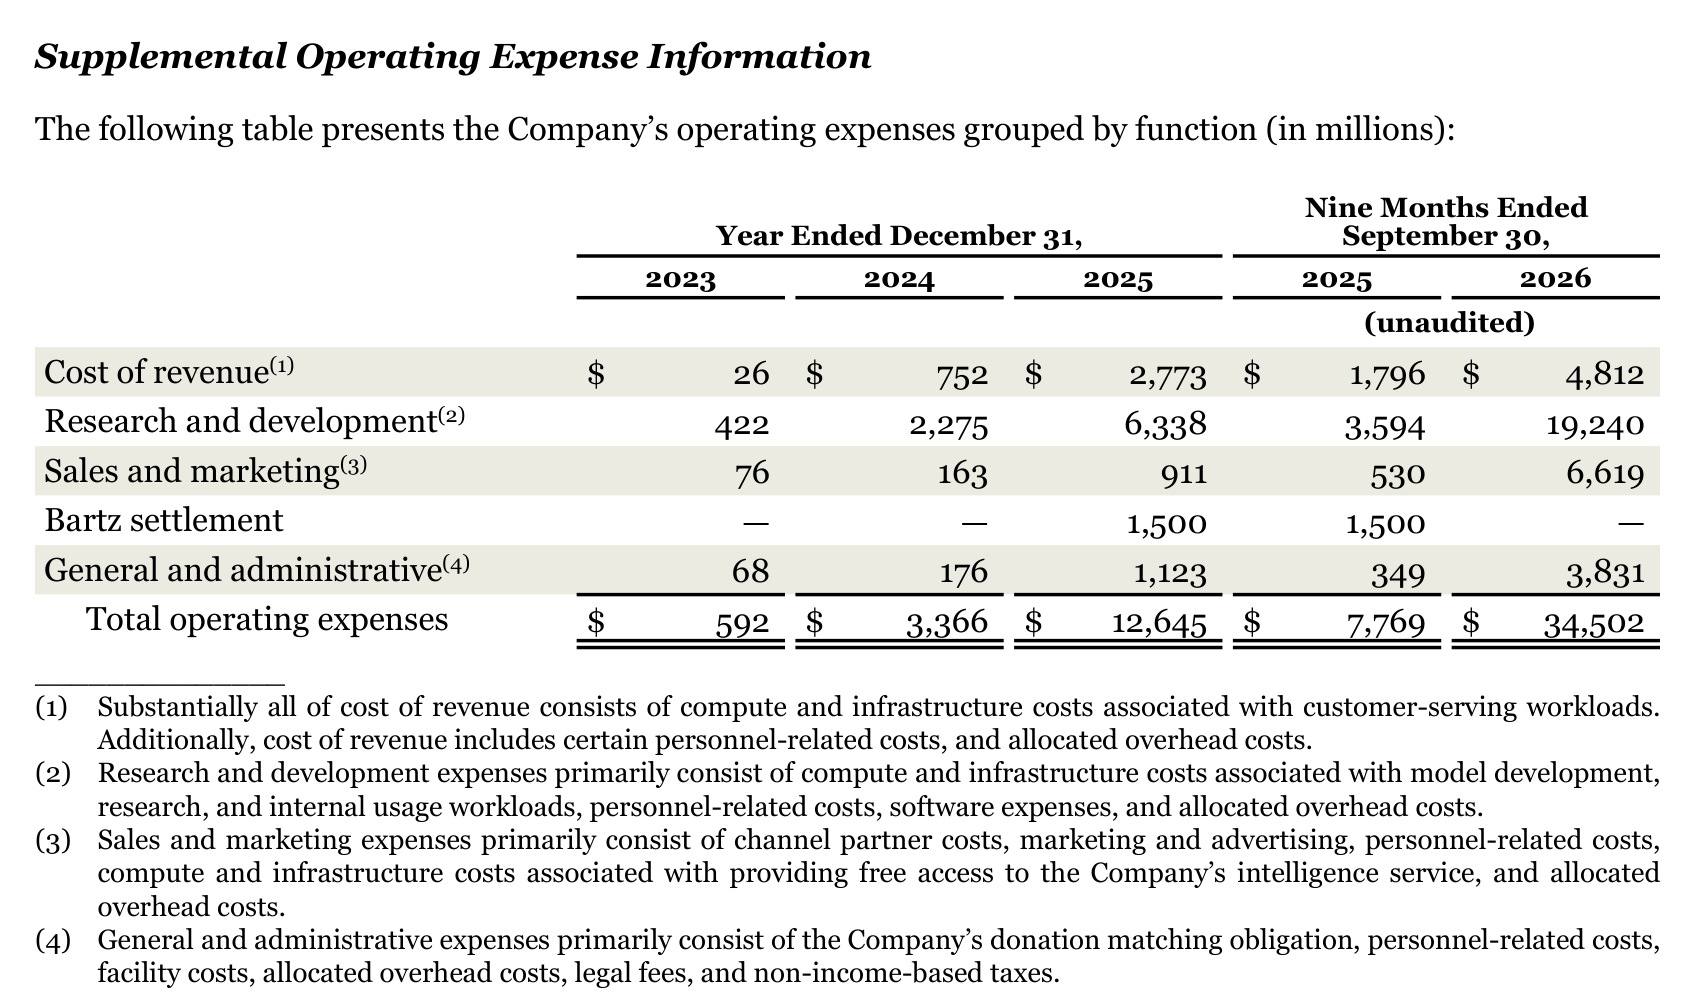 Supplemental Operating Expense Information
The following table presents the Company’s operating expenses grouped by function (in millions):
Year Ended December 31, Nine Months Ended September 30,
2023 2024 2025 2025 2026
(unaudited)
Cost of revenue(1) $ 26 $ 752 $ 2,773 $ 1,796 $ 4,812
Research and development(2) 422 2,275 6,338 3,594 19,240
Sales and marketing(3) 76 163 911 530 6,619
Bartz settlement — — 1,500 1,500 —
General and administrative(4) 68 176 1,123 349 3,831
Total operating expenses $ 592 $ 3,366 $ 12,645 $ 7,769 $ 34,502
(1) Substantially all of cost of revenue consists of compute and infrastructure costs associated with customer-serving workloads.
Additionally, cost of revenue includes certain personnel-related costs, and allocated overhead costs.
(2) Research and development expenses primarily consist of compute and infrastructure costs associated with model development,
research, and internal usage workloads, personnel-related costs, software expenses, and allocated overhead costs.
(3) Sales and marketing expenses primarily consist of channel partner costs, marketing and advertising, personnel-related costs,
compute and infrastructure costs associated with providing free access to the Company’s intelligence service, and allocated
overhead costs.
(4) General and administrative expenses primarily consist of the Company’s donation matching obligation, personnel-related costs,
facility costs, allocated overhead costs, legal fees, and non-income-based taxes.